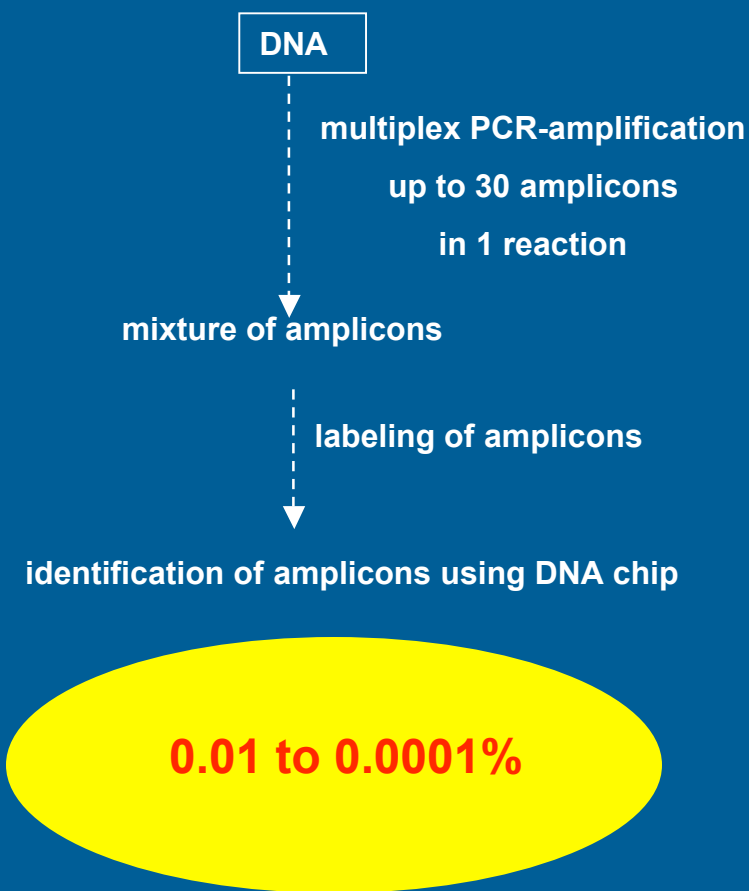 DNA
multiplex PCR-amplification
up to 30 amplicons
in 1 reaction
mixture of amplicons
labeling of amplicons
identification of amplicons using DNA chip
0.01 to 0.0001%